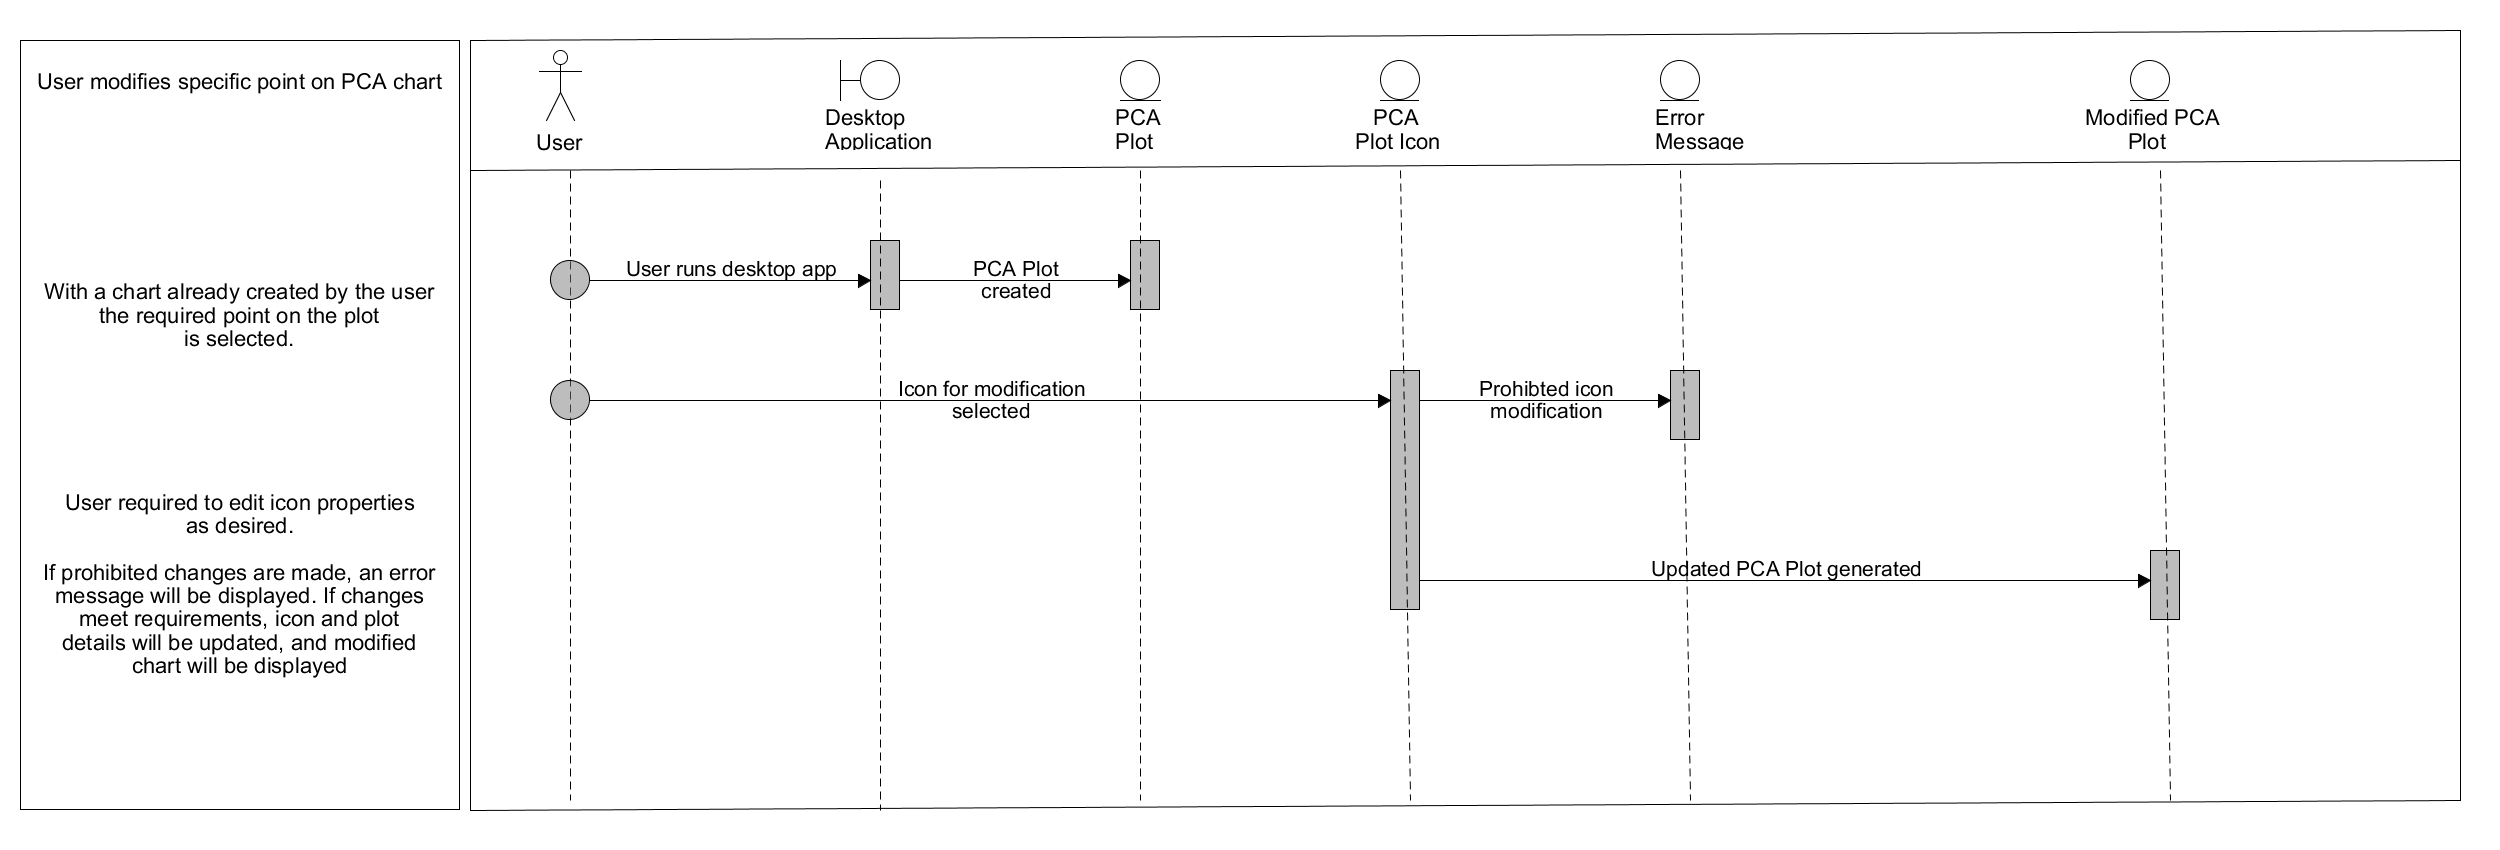 User modifies specific point on PCA chart
With a chart already created by the user
the required point on the plot
is selected.
User required to edit icon properties
as desired.
If prohibited changes are made, an error
message will be displayed. If changes
meet requirements, icon and plot
details will be updated, and modified
chart will be displayed
User
Desktop
Application
PCA
Plot
PCA
Plot Icon
Error
Message
Modified PCA
Plot
User runs desktop app
PCA Plot
created
Icon for modification
selected
Prohibted icon
modification
Updated PCA Plot generated